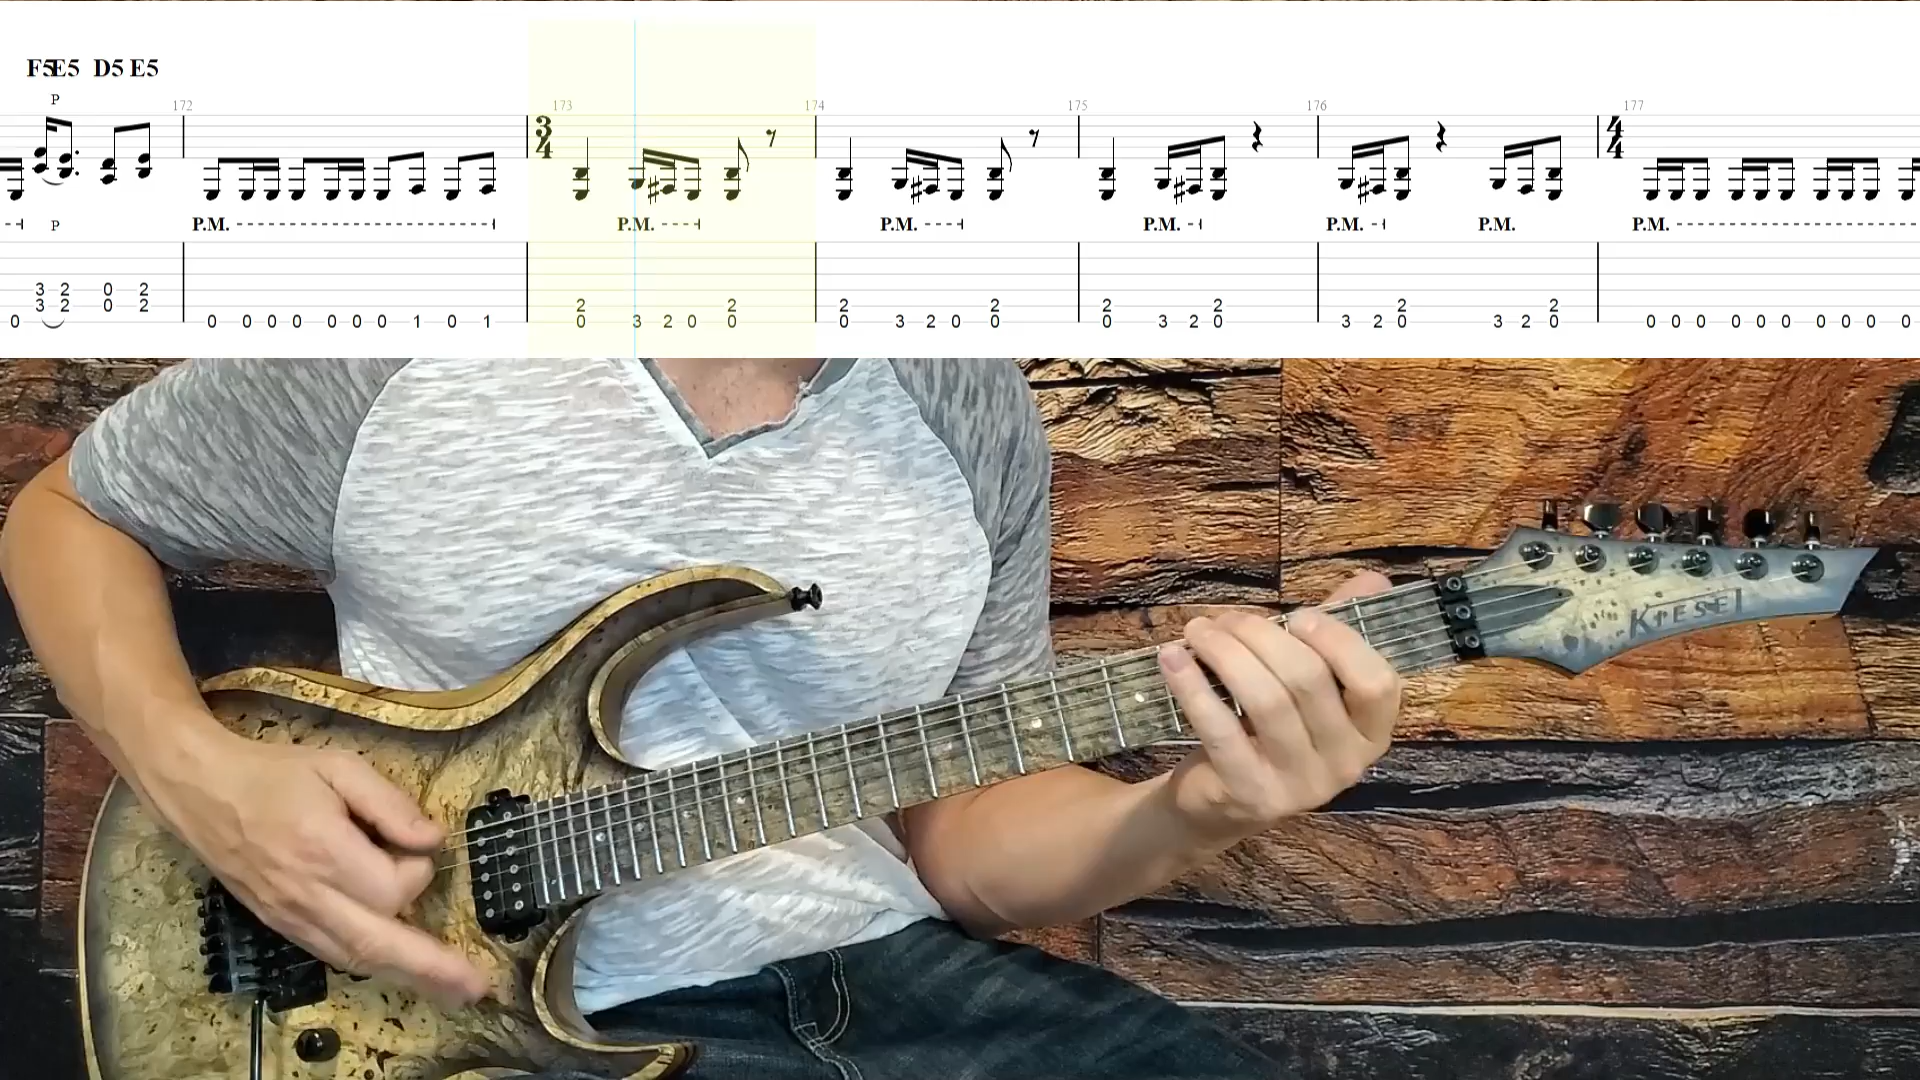 F5E5 D5 E5
P
172 173 174 175 176 177
3 4 4 4
P P.M. P.M. P.M. P.M. P.M. P.M. P.M.
3 2 0 2
3 2 0 2 2 2 2 2 2 2 2 2
0 0 0 0 0 0 0 0 1 0 1 0 3 2 0 0 0 3 2 0 0 0 3 2 0 3 2 0 3 2 0 0 0 0 0 0 0 0 0 0 0
KIESEL